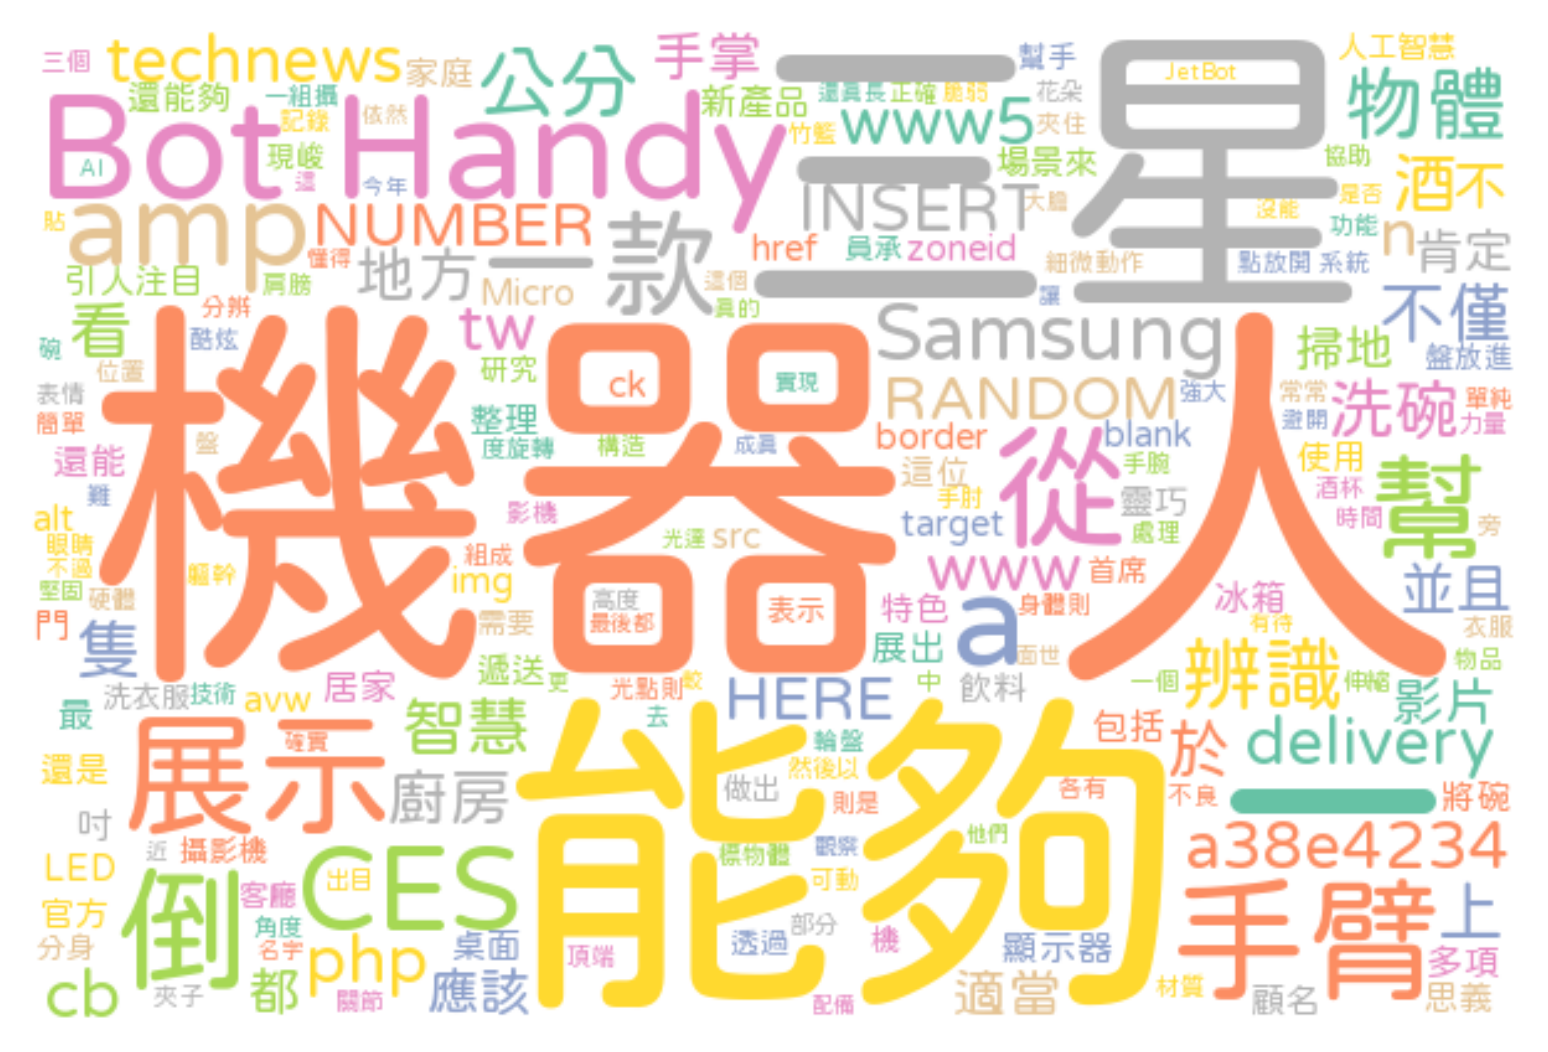 三個 technews 家庭 公分 手掌 三星 幫手 JetBot 人工智慧
還能夠 一組攝 新產品 還真長 正確 脆弱 花朵 物體
Bot Handy 記錄 依然 竹籃 www5 夾住
AI 現峻 這 今年 場景來 協助 酒不
貼 amp NUMBER 一款 INSERT 大膽 沒能 是否 功能 n 肯定
懂得 地方 href 員承 zoneid 細微動作 點放開 系統
引人注目 肩膀 Micro 這個 讓
看 分辨 tw 真的 Samsung 掃地 不僅
碗 酷炫 研究 盤放進
位置 機器人 ck 實現 RANDOM 強大 常常 洗碗 單純
表情 簡單 整理 border blank 避開 力量
盤 度旋轉 構造 成真 從 手腕 使用
還能 這位 手肘 靈巧 酒杯 幫
難 影機 光達 src target 處理 時間 旁
alt 眼睛 組成 www 首席
不過 軀幹 img 並且
堅固 硬體 高度 表示 特色 a 身體則 冰箱
門 隻 需要 最後都 展出 面世 有待 衣服
遞送 更 光點則 較 中 飲料 一個 辨識 伸縮 物品
洗衣服 技術 avw 居家 HERE 影片
最 智慧 去 能夠 輪盤 包括 於 delivery
展示 確實 然後以
還是 廚房 做出 則是 各有 不良 一 將碗
吋 近 攝影機 標物體 觀察 他們 a38e4234
LED 倒 客廳 CES 出目 可動 手臂 上
官方 角度 部分
分身 名字 php 桌面 頂端 透過 機 顯示器 多項
cb 夾子 都 關節 應該 配備 適當 材質 顧名 思義